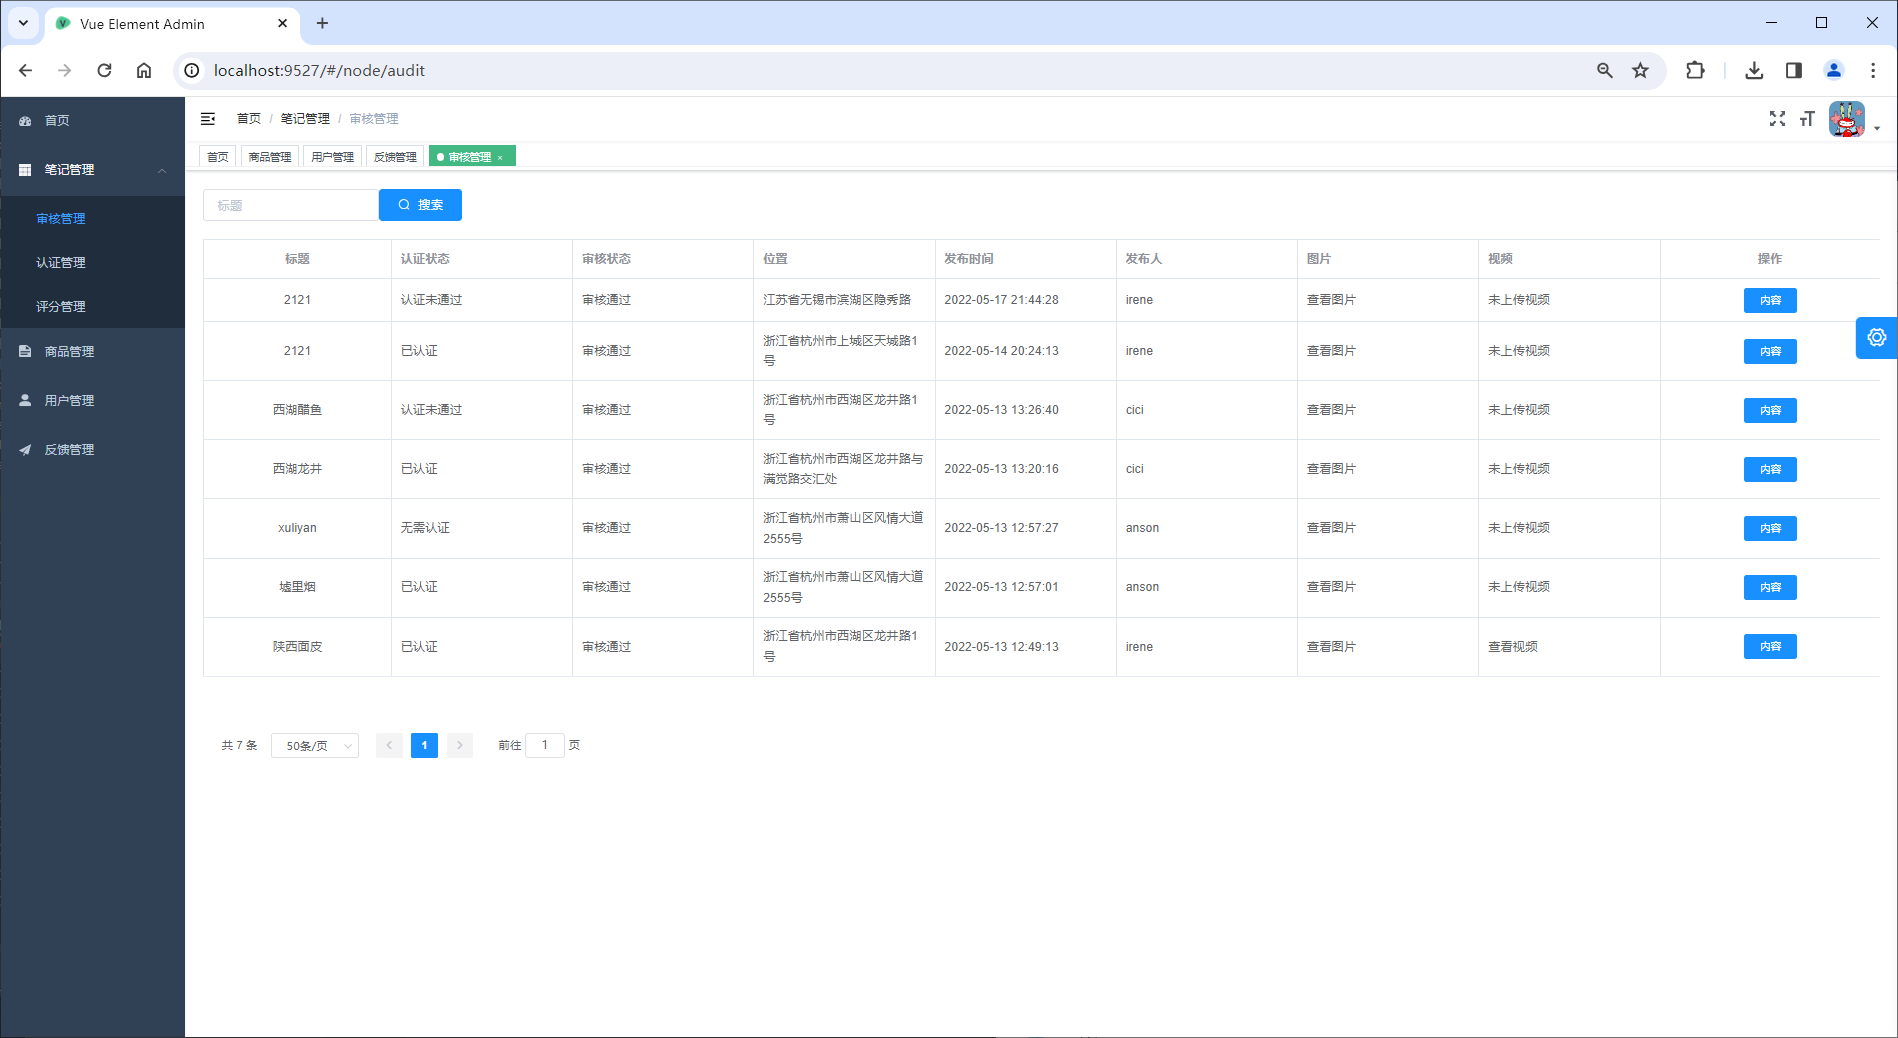 Vue Element Admin
localhost:9527/#/node/audit
首页
笔记管理
审核管理
认证管理
评分管理
商品管理
用户管理
反馈管理
首页 / 笔记管理 / 审核管理
首页 商品管理 用户管理 反馈管理 审核管理 ×
标题 搜索
标题 认证状态 审核状态 位置 发布时间 发布人 图片 视频 操作
2121 认证未通过 审核通过 江苏省无锡市滨湖区隐秀路 2022-05-17 21:44:28 irene 查看图片 未上传视频 内容
2121 已认证 审核通过 浙江省杭州市上城区天城路1
号 2022-05-14 20:24:13 irene 查看图片 未上传视频 内容
西湖醋鱼 认证未通过 审核通过 浙江省杭州市西湖区龙井路1
号 2022-05-13 13:26:40 cici 查看图片 未上传视频 内容
西湖龙井 已认证 审核通过 浙江省杭州市西湖区龙井路与
满觉路交汇处 2022-05-13 13:20:16 cici 查看图片 未上传视频 内容
xuliyan 无需认证 审核通过 浙江省杭州市萧山区风情大道
2555号 2022-05-13 12:57:27 anson 查看图片 未上传视频 内容
墟里烟 已认证 审核通过 浙江省杭州市萧山区风情大道
2555号 2022-05-13 12:57:01 anson 查看图片 未上传视频 内容
陕西面皮 已认证 审核通过 浙江省杭州市西湖区龙井路1
号 2022-05-13 12:49:13 irene 查看图片 查看视频 内容
共 7 条 50条/页 1 前往 1 页